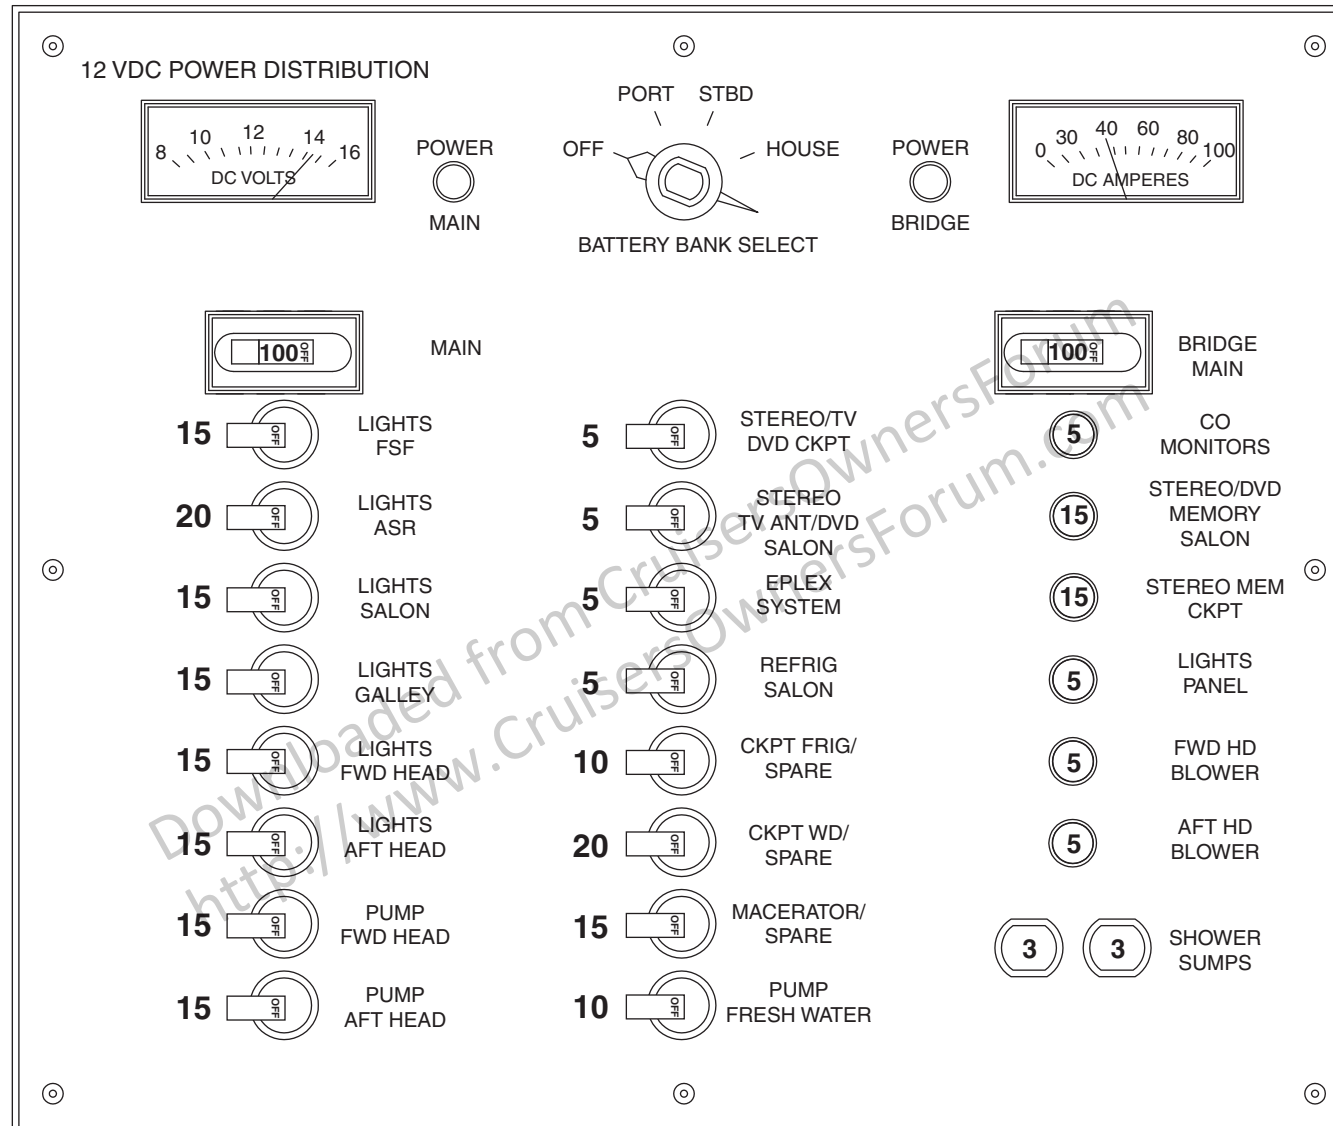 12 VDC POWER DISTRIBUTION
8 10 12 14 16
DC VOLTS
POWER
MAIN
PORT STBD
OFF HOUSE
BATTERY BANK SELECT
POWER
BRIDGE
0 30 40 60 80 100
DC AMPERES
100 OFF
MAIN
100 OFF
BRIDGE
MAIN
15 OFF LIGHTS
FSF
20 OFF LIGHTS
ASR
15 OFF LIGHTS
SALON
15 OFF LIGHTS
GALLEY
15 OFF LIGHTS
FWD HEAD
15 OFF LIGHTS
AFT HEAD
15 OFF PUMP
FWD HEAD
15 OFF PUMP
AFT HEAD
5 OFF STEREO/TV
DVD CKPT
5 OFF STEREO
TV ANT/DVD
SALON
5 OFF EPLEX
SYSTEM
5 OFF REFRIG
SALON
10 OFF CKPT FRIG/
SPARE
20 OFF CKPT WD/
SPARE
15 OFF MACERATOR/
SPARE
10 OFF PUMP
FRESH WATER
5 CO
MONITORS
15 STEREO/DVD
MEMORY
SALON
15 STEREO MEM
CKPT
5 LIGHTS
PANEL
5 FWD HD
BLOWER
5 AFT HD
BLOWER
3 3 SHOWER
SUMPS
Downloaded from CruisersOwnersForum
http://www.CruisersOwnersForum.com